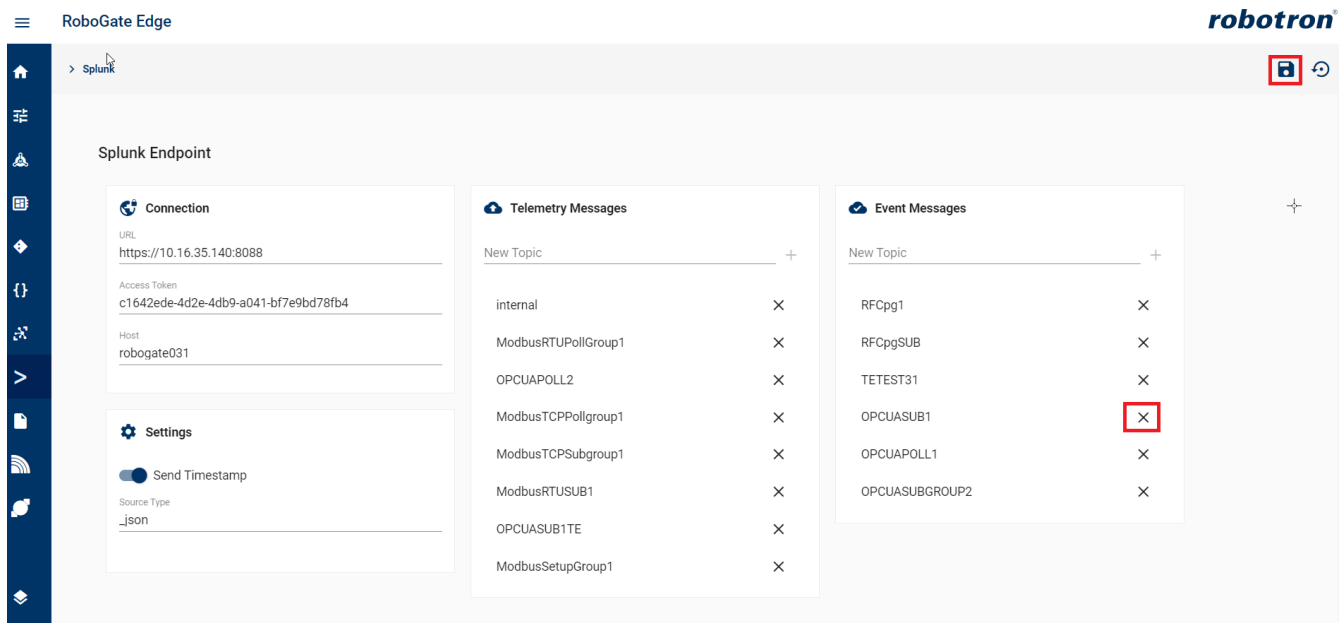 RoboGate Edge
robotron®
> Splunk
Splunk Endpoint
Connection
URL
https://10.16.35.140:8088
Access Token
c1642ede-4d2e-4db9-a041-bf7e9bd78fb4
Host
robogate031
Settings
Send Timestamp
Source Type
_json
Telemetry Messages
New Topic
internal
ModbusRTUPollGroup1
OPCUAPOLL2
ModbusTCPPollgroup1
ModbusTCPSubgroup1
ModbusRTUSUB1
OPCUASUB1TE
ModbusSetupGroup1
Event Messages
New Topic
RFCpg1
RFCpgSUB
TETEST31
OPCUASUB1
OPCUAPOLL1
OPCUASUBGROUP2